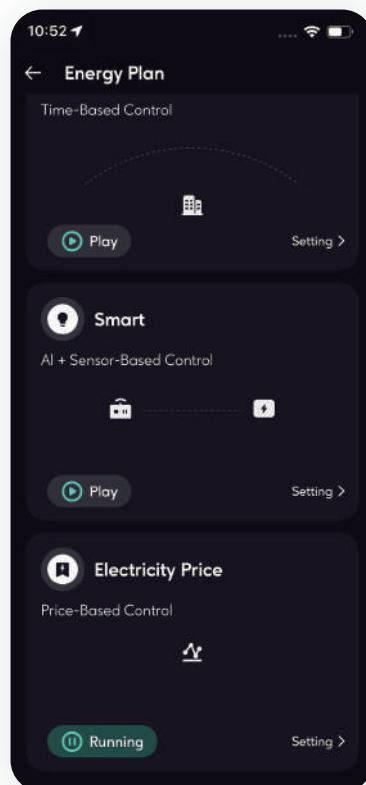 10:52
Energy Plan
Time-Based Control
Play
Setting >
Smart
AI + Sensor-Based Control
Play
Setting >
Electricity Price
Price-Based Control
Running
Setting >